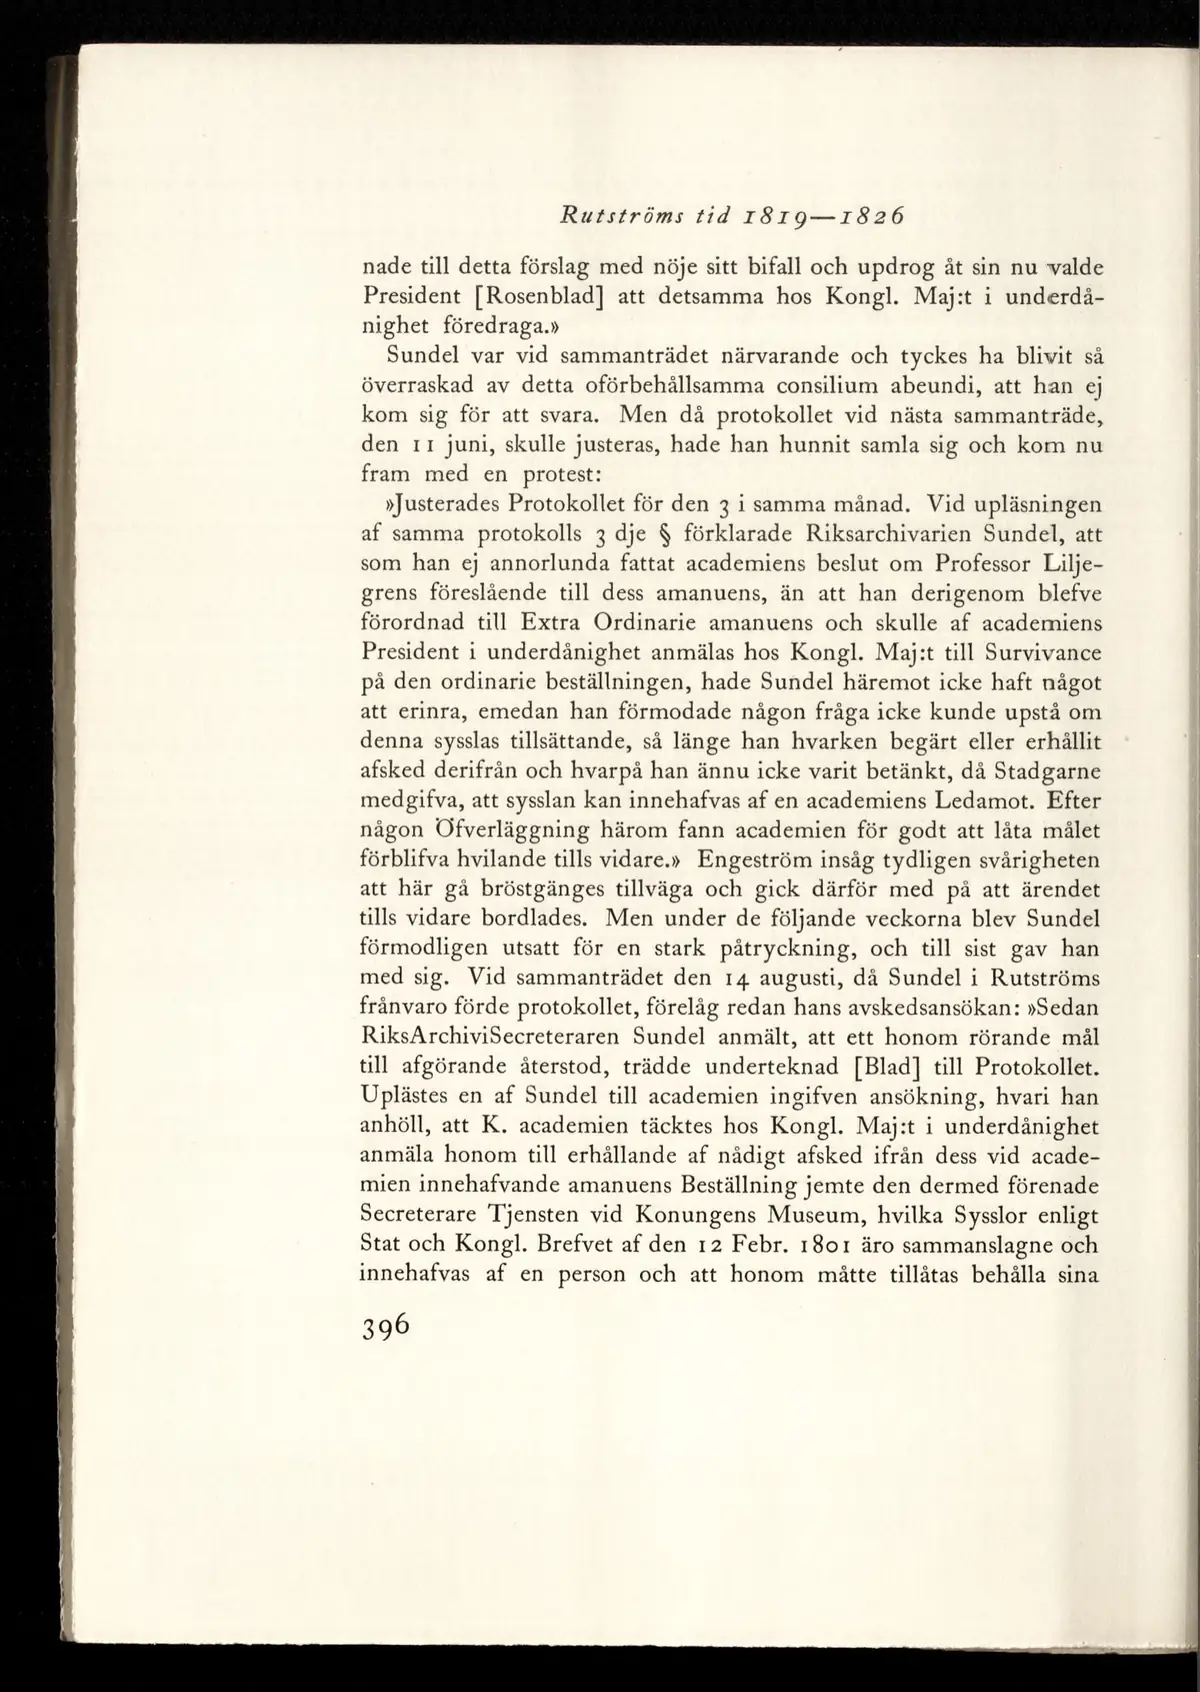 Rutströms tid 1819—1826
nade till detta förslag med nöje sitt bifall och updrog åt sin nu valde
President [Rosenblad] att detsamma hos Kongl. Maj:t i underdå-
nighet föredraga.»
Sundel var vid sammanträdet närvarande och tyckes ha blivit så
överraskad av detta oförbehållsamma consilium abeundi, att han ej
kom sig för att svara. Men då protokollet vid nästa sammanträde,
den 11 juni, skulle justeras, hade han hunnit samla sig och kom nu
fram med en protest:
»Justerades Protokollet för den 3 i samma månad. Vid upläsningen
af samma protokolls 3 dje § förklarade Riksarchivarien Sundel, att
som han ej annorlunda fattat academiens beslut om Professor Lilje-
grens föreslående till dess amanuens, än att han derigenom blefve
förordnad till Extra Ordinarie amanuens och skulle af academiens
President i underdånighet anmälas hos Kongl. Maj:t till Survivance
på den ordinarie beställningen, hade Sundel häremot icke haft något
att erinra, emedan han förmodade någon fråga icke kunde upstå om
denna sysslas tillsättande, så länge han hvarken begärt eller erhållit
afsked derifrån och hvarpå han ännu icke varit betänkt, då Stadgarne
medgifva, att sysslan kan innehafvas af en academiens Ledamot. Efter
någon Öfverläggning härom fann academien för godt att låta målet
förblifva hvilande tills vidare.» Engeström insåg tydligen svårigheten
att här gå bröstgänges tillväga och gick därför med på att ärendet
tills vidare bordlades. Men under de följande veckorna blev Sundel
förmodligen utsatt för en stark påtryckning, och till sist gav han
med sig. Vid sammanträdet den 14 augusti, då Sundel i Rutströms
frånvaro förde protokollet, förelåg redan hans avskedsansökan: »Sedan
RiksArchiviSecreteraren Sundel anmält, att ett honom rörande mål
till afgörande återstod, trädde underteknad [Blad] till Protokollet.
Uplästes en af Sundel till academien ingifven ansökning, hvari han
anhöll, att K. academien täcktes hos Kongl. Maj:t i underdånighet
anmäla honom till erhållande af nådigt afsked ifrån dess vid acade-
mien innehafvande amanuens Beställning jemte den dermed förenade
Secreterare Tjensten vid Konungens Museum, hvilka Sysslor enligt
Stat och Kongl. Brefvet af den 12 Febr. 1801 äro sammanslagne och
innehafvas af en person och att honom måtte tillåtas behålla sina
396